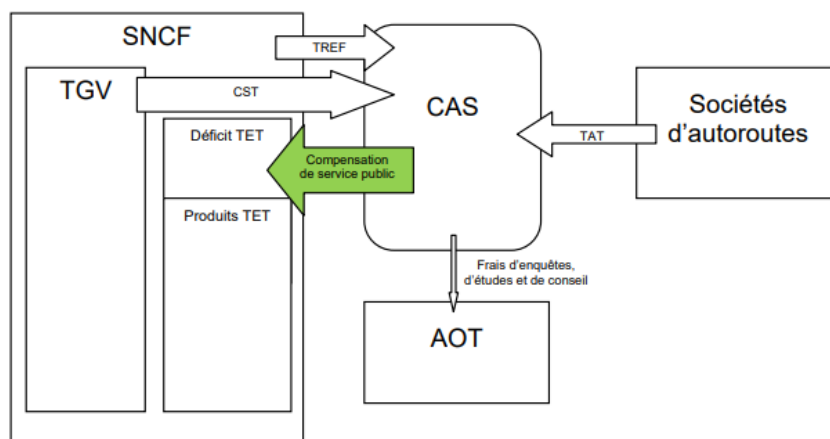 SNCF
TREF
TGV
CST
CAS
Sociétés
d'autoroutes
TAT
Déficit TET
Compensation
de service public
Produits TET
Frais d'enquêtes,
d'études et de conseil
AOT